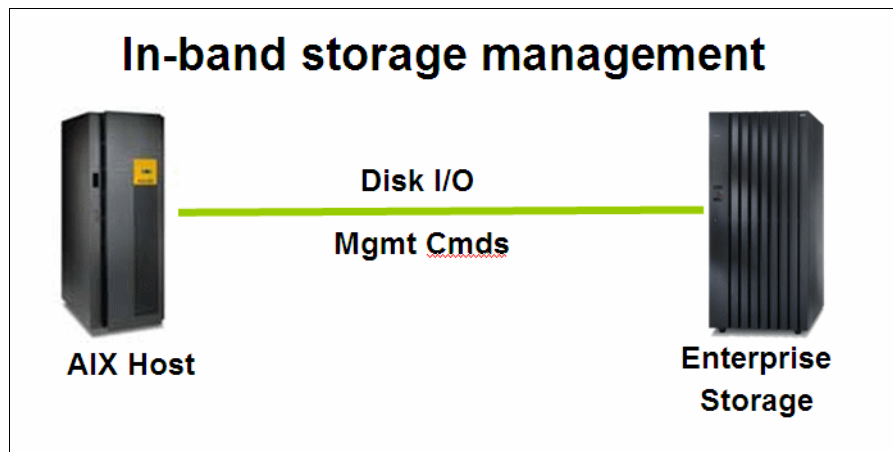 In-band storage management
Disk I/O
Mgmt Cmds
AIX Host
Enterprise
Storage